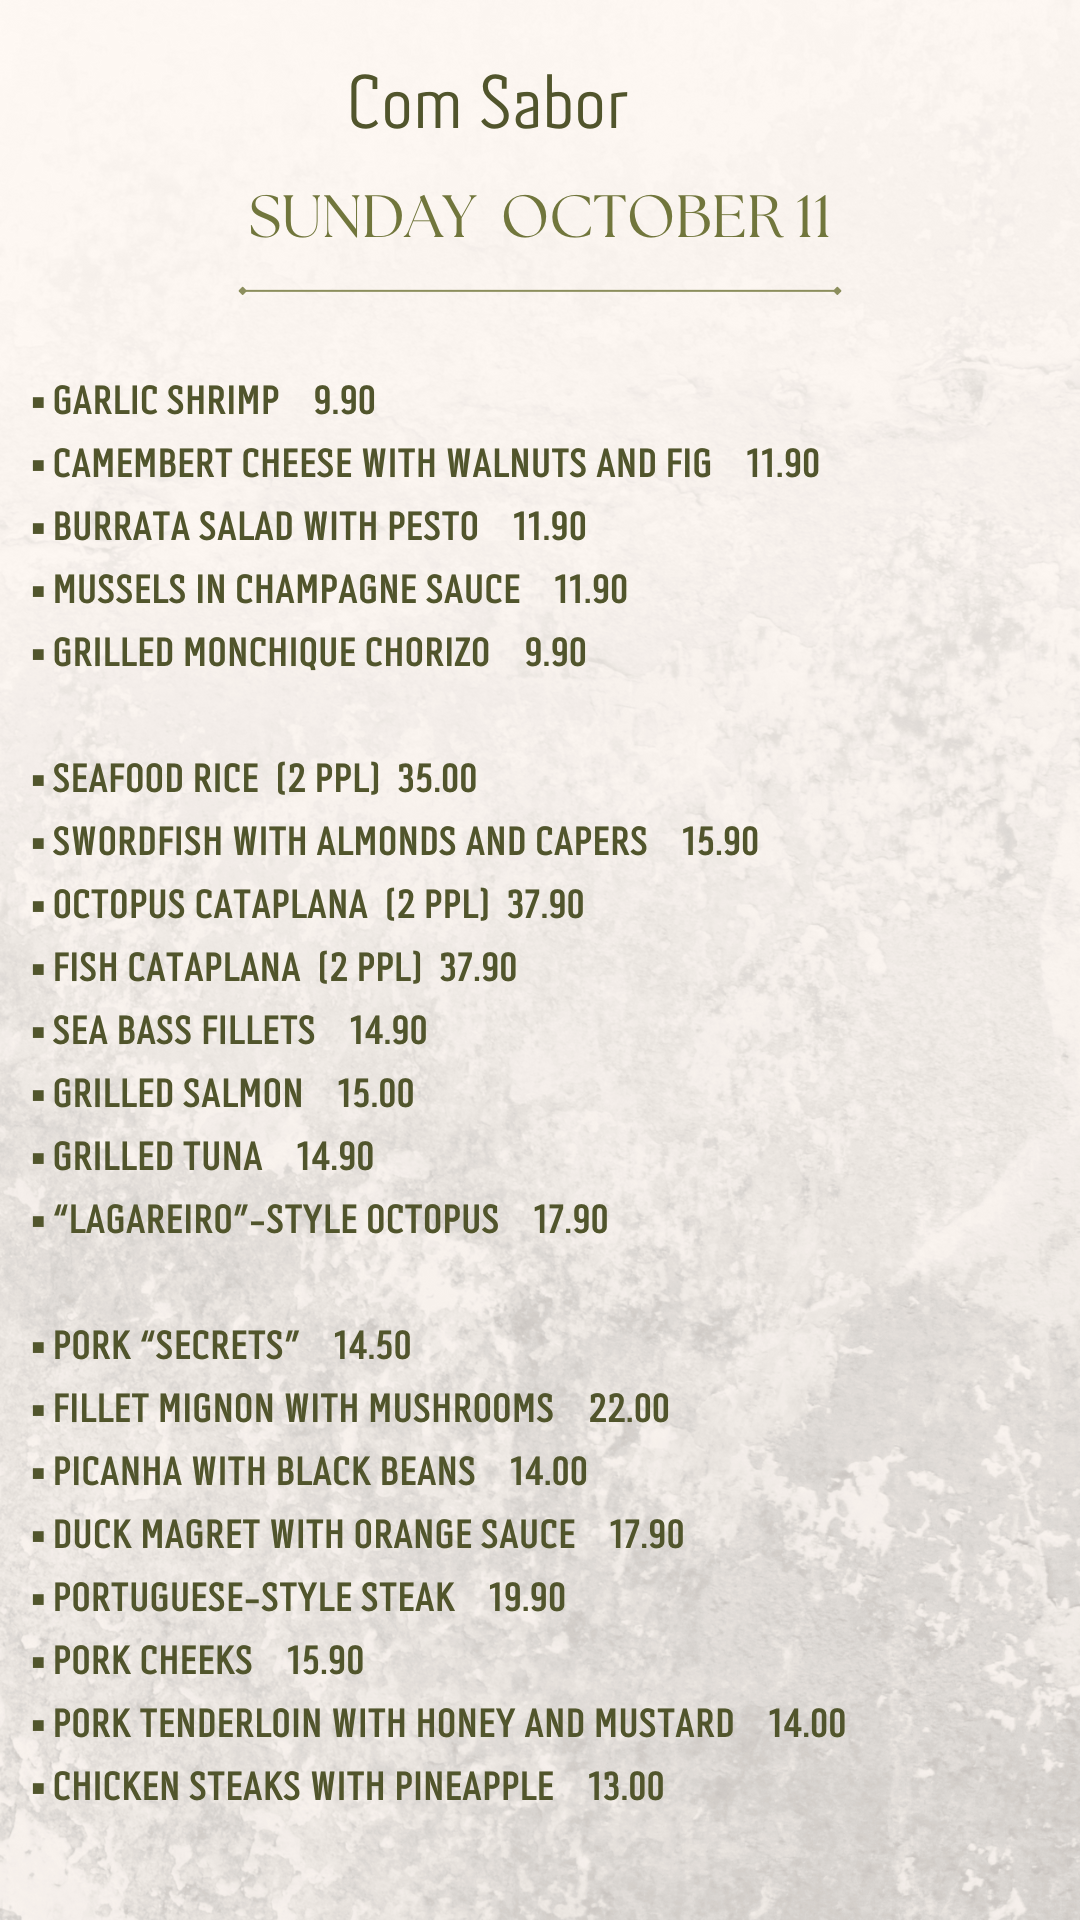 Com Sabor
SUNDAY OCTOBER 11
▪ GARLIC SHRIMP 9.90
▪ CAMEMBERT CHEESE WITH WALNUTS AND FIG 11.90
▪ BURRATA SALAD WITH PESTO 11.90
▪ MUSSELS IN CHAMPAGNE SAUCE 11.90
▪ GRILLED MONCHIQUE CHORIZO 9.90
▪ SEAFOOD RICE (2 PPL) 35.00
▪ SWORDFISH WITH ALMONDS AND CAPERS 15.90
▪ OCTOPUS CATAPLANA (2 PPL) 37.90
▪ FISH CATAPLANA (2 PPL) 37.90
▪ SEA BASS FILLETS 14.90
▪ GRILLED SALMON 15.00
▪ GRILLED TUNA 14.90
▪ “LAGAREIRO”-STYLE OCTOPUS 17.90
▪ PORK “SECRETS” 14.50
▪ FILLET MIGNON WITH MUSHROOMS 22.00
▪ PICANHA WITH BLACK BEANS 14.00
▪ DUCK MAGRET WITH ORANGE SAUCE 17.90
▪ PORTUGUESE-STYLE STEAK 19.90
▪ PORK CHEEKS 15.90
▪ PORK TENDERLOIN WITH HONEY AND MUSTARD 14.00
▪ CHICKEN STEAKS WITH PINEAPPLE 13.00